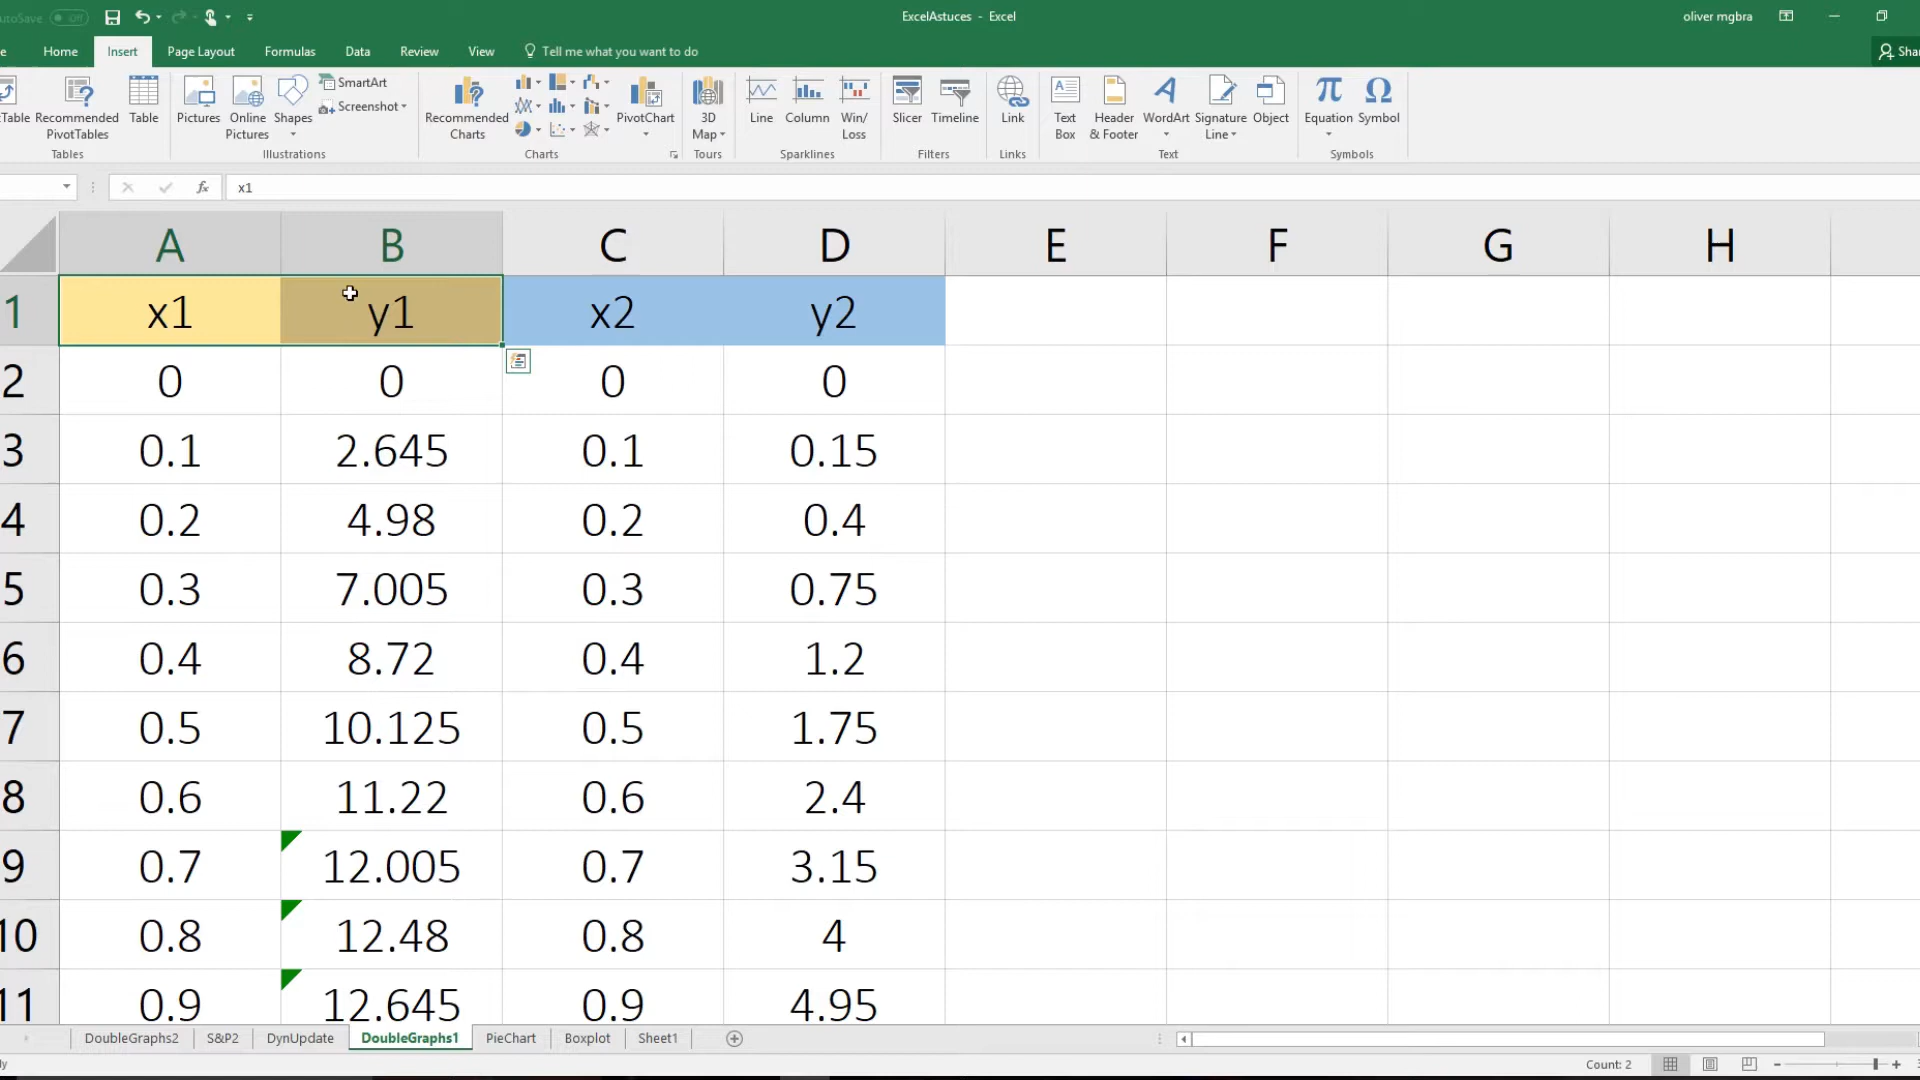 utoSave Off ExcelAstuces - Excel oliver mgbra
e Home Insert Page Layout Formulas Data Review View Tell me what you want to do Shar
Table Recommended PivotTables Table Pictures Online Pictures Shapes SmartArt Screenshot Recommended Charts PivotChart 3D Map Line Column Win/Loss Slicer Timeline Link Text Box Header & Footer WordArt Signature Line Object Equation Symbol
Tables Illustrations Charts Tours Sparklines Filters Links Text Symbols
fx x1
A B C D E F G H
1 x1 y1 x2 y2
2 0 0 0 0
3 0.1 2.645 0.1 0.15
4 0.2 4.98 0.2 0.4
5 0.3 7.005 0.3 0.75
6 0.4 8.72 0.4 1.2
7 0.5 10.125 0.5 1.75
8 0.6 11.22 0.6 2.4
9 0.7 12.005 0.7 3.15
10 0.8 12.48 0.8 4
11 0.9 12.645 0.9 4.95
DoubleGraphs2 S&P2 DynUpdate DoubleGraphs1 PieChart Boxplot Sheet1
dy Count: 2